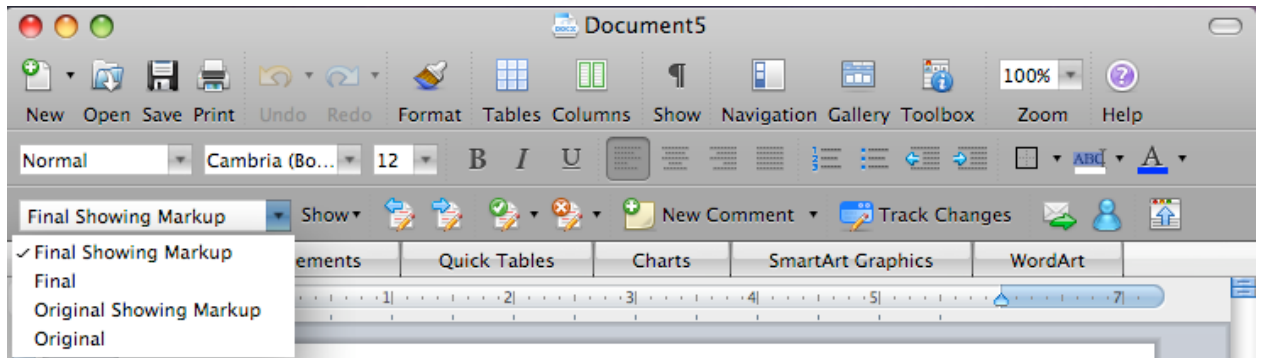 Document5
New Open Save Print Undo Redo Format Tables Columns Show Navigation Gallery Toolbox 100% Zoom Help
Normal Cambria (Bo... 12 B I U ABC A
Final Showing Markup Show New Comment Track Changes
✓ Final Showing Markup ements Quick Tables Charts SmartArt Graphics WordArt
Final
1 2 3 4 5 7
Original Showing Markup
Original